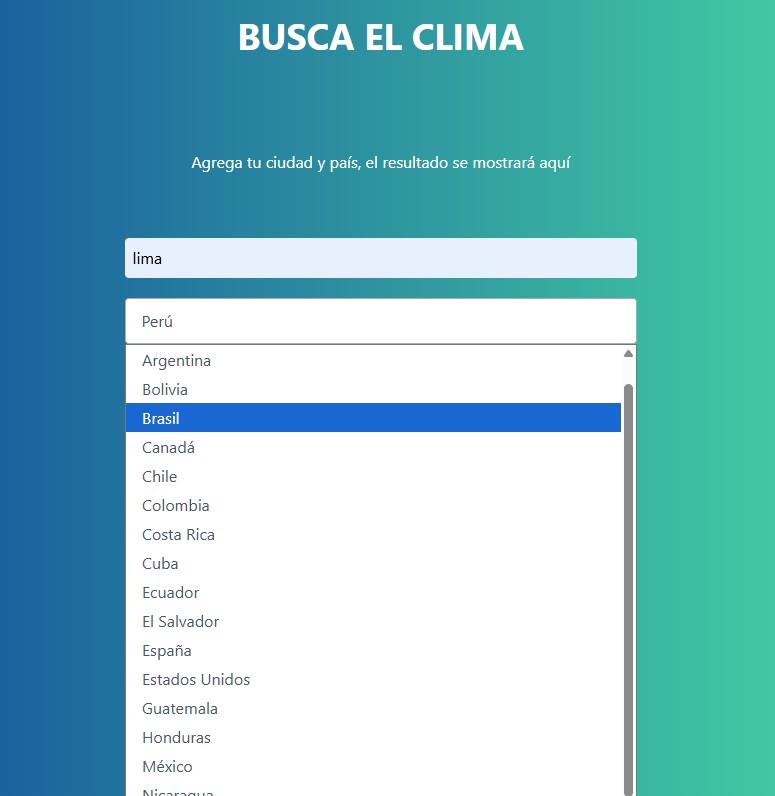 BUSCA EL CLIMA
Agrega tu ciudad y país, el resultado se mostrará aquí
lima
Perú
Argentina
Bolivia
Brasil
Canadá
Chile
Colombia
Costa Rica
Cuba
Ecuador
El Salvador
España
Estados Unidos
Guatemala
Honduras
México
Nicaragua